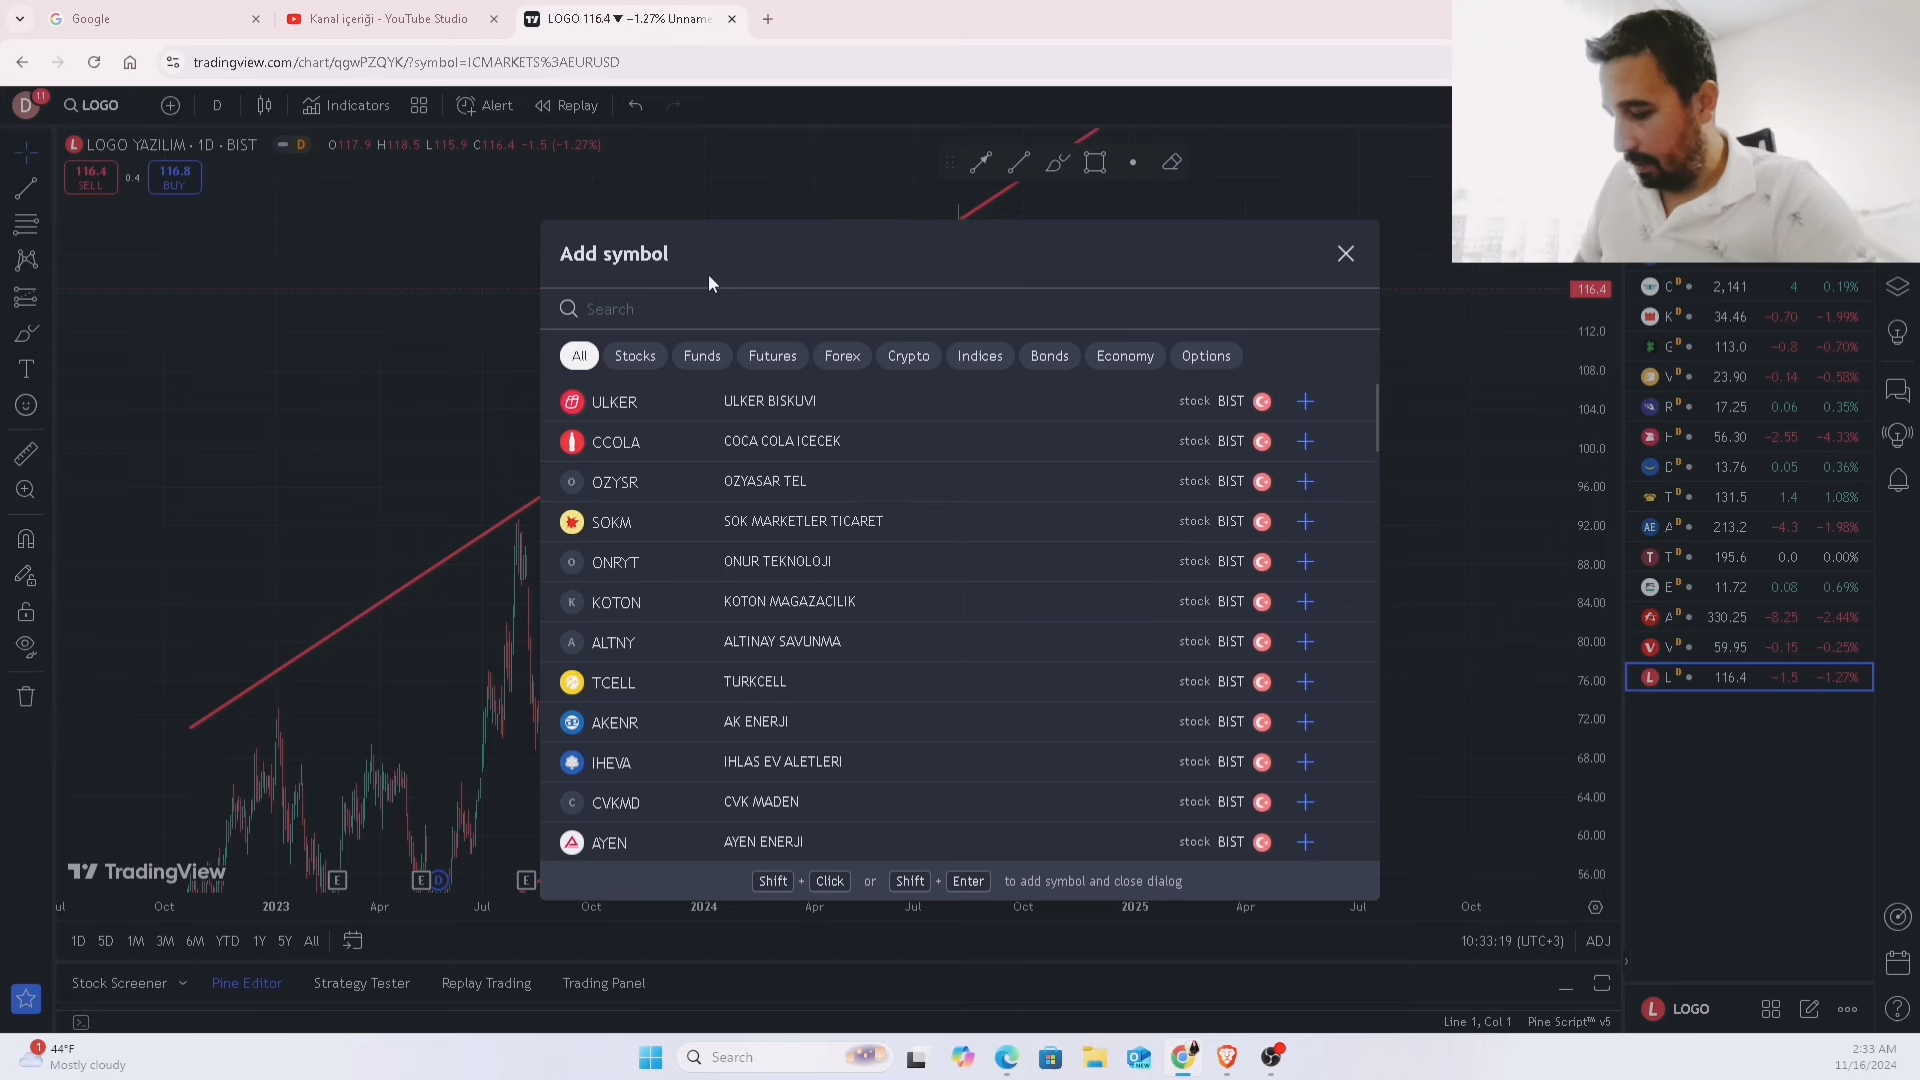 Google
Kanal içeriği - YouTube Studio
LOGO 116.4 ▼ −1.27% Unname
tradingview.com/chart/qgwPZQYK/?symbol=ICMARKETS%3AEURUSD
D
11
LOGO
D
Indicators
Alert
Replay
L LOGO YAZILIM · 1D · BIST
D
O117.9 H118.5 L115.9 C116.4 −1.5 (−1.27%)
116.4
SELL
0.4
116.8
BUY
Add symbol
Search
All
Stocks
Funds
Futures
Forex
Crypto
Indices
Bonds
Economy
Options
ULKER ULKER BISKUVI stock BIST
CCOLA COCA COLA ICECEK stock BIST
O OZYSR OZYASAR TEL stock BIST
SOKM SOK MARKETLER TICARET stock BIST
O ONRYT ONUR TEKNOLOJI stock BIST
K KOTON KOTON MAGAZACILIK stock BIST
A ALTNY ALTINAY SAVUNMA stock BIST
TCELL TURKCELL stock BIST
AKENR AK ENERJI stock BIST
IHEVA IHLAS EV ALETLERI stock BIST
C CVKMD CVK MADEN stock BIST
AYEN AYEN ENERJI stock BIST
Shift + Click or Shift + Enter to add symbol and close dialog
116.4
112.0
108.0
104.0
100.0
96.00
92.00
88.00
84.00
80.00
76.00
72.00
68.00
64.00
60.00
56.00
C D 2,141 4 0.19%
K D 34.46 −0.70 −1.99%
G D 113.0 −0.8 −0.70%
V D 23.90 −0.14 −0.58%
R D 17.25 0.06 0.35%
H D 56.30 −2.55 −4.33%
D D 13.76 0.05 0.36%
T D 131.5 1.4 1.08%
AE A D 213.2 −4.3 −1.98%
T T D 195.6 0.0 0.00%
E D 11.72 0.08 0.69%
A D 330.25 −8.25 −2.44%
V V D 59.95 −0.15 −0.25%
L L D 116.4 −1.5 −1.27%
TradingView
E
E
D
E
ul Oct 2023 Apr Jul Oct 2024 Apr Jul Oct 2025 Apr Jul Oct
1D 5D 1M 3M 6M YTD 1Y 5Y All
10:33:19 (UTC+3) ADJ
Stock Screener Pine Editor Strategy Tester Replay Trading Trading Panel
L LOGO
Line 1, Col 1 Pine Script™ v5
1
44°F
Mostly cloudy
Search
NEW
2:33 AM
11/16/2024